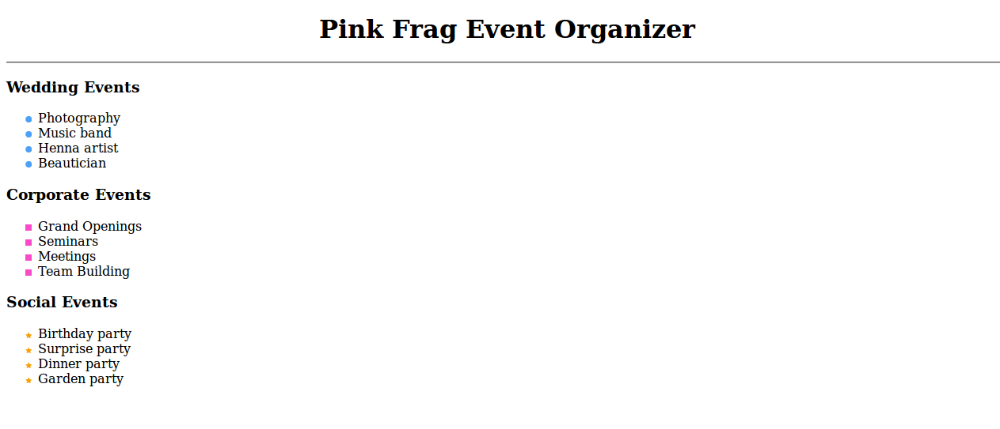 Pink Frag Event Organizer
Wedding Events
Photography
Music band
Henna artist
Beautician
Corporate Events
Grand Openings
Seminars
Meetings
Team Building
Social Events
Birthday party
Surprise party
Dinner party
Garden party